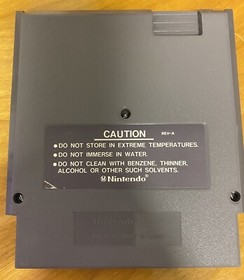 CAUTION REV-A
• DO NOT STORE IN EXTREME TEMPERATURES.
• DO NOT IMMERSE IN WATER.
• DO NOT CLEAN WITH BENZENE, THINNER,
ALCOHOL OR OTHER SUCH SOLVENTS.
Nintendo®